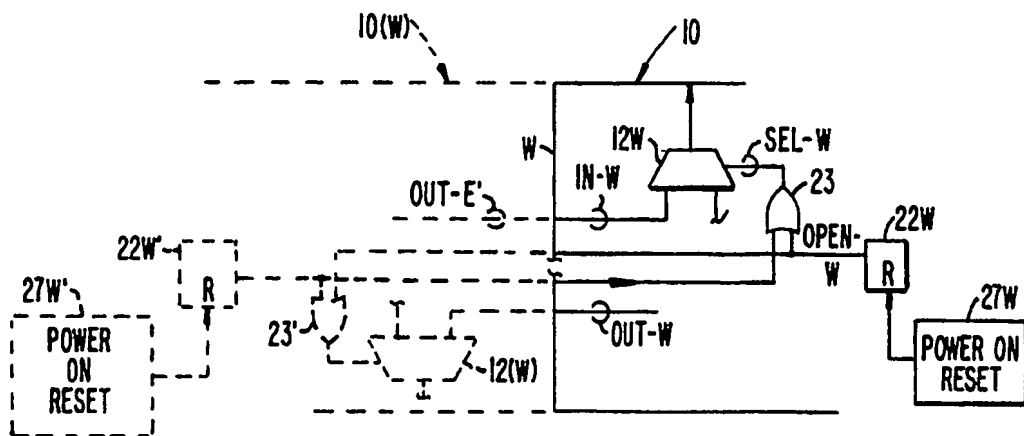 10(W)
10
W
12W
SEL-W
23
OUT-E'
IN-W
22W'
R
OPEN-
W
22W
R
27W'
POWER
ON
RESET
23'
12(W)
OUT-W
27W
POWER ON
RESET